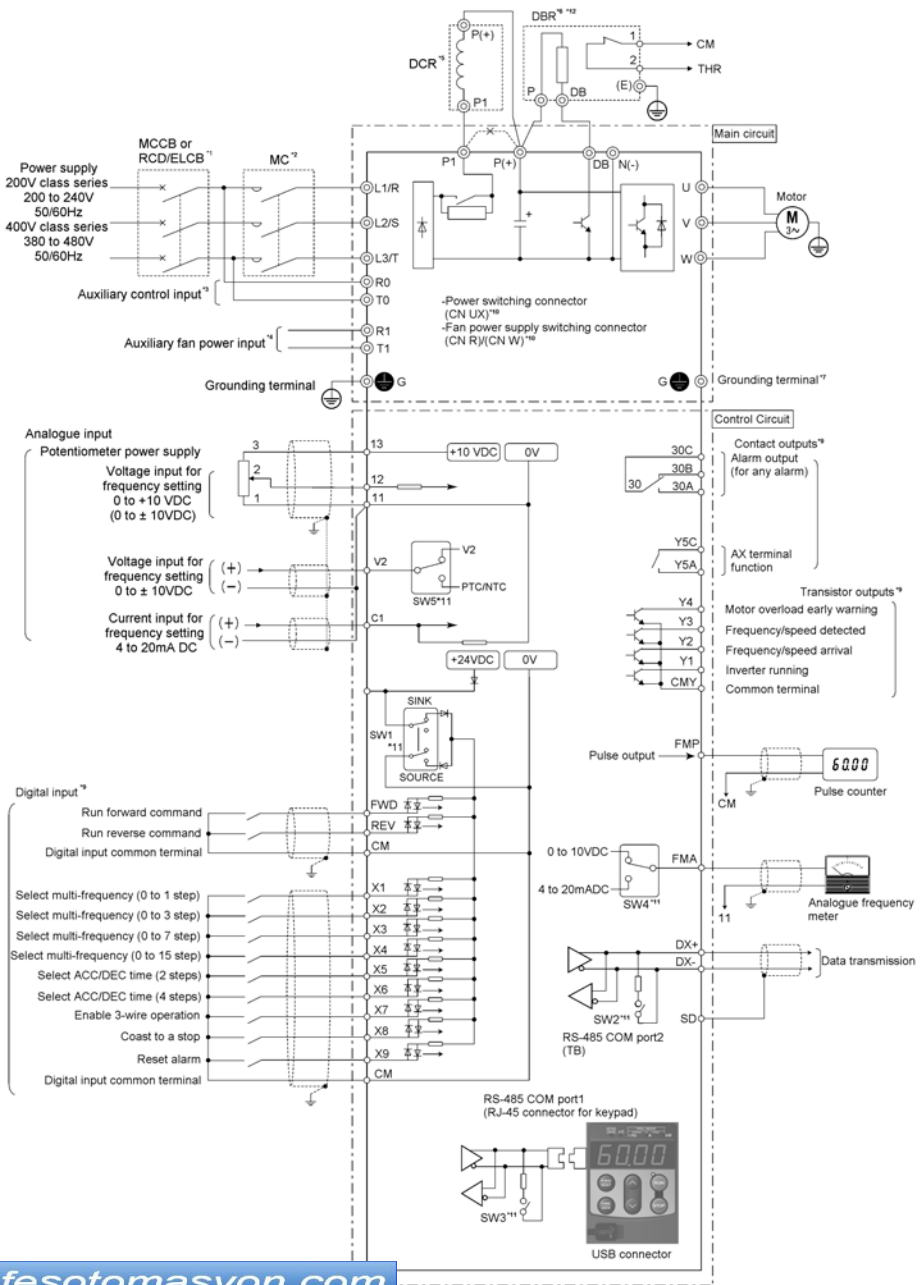 DBR*6 *12
P(+)
1
CM
DCR*5
2
THR
(E)
P
DB
P1
Main circuit
MCCB or
RCD/ELCB*1
MC*2
P1
P(+)
DB
N(-)
Power supply
200V class series
200 to 240V
50/60Hz
400V class series
380 to 480V
50/60Hz
L1/R
L2/S
L3/T
+
U
V
W
Motor
M
3~
R0
T0
Auxiliary control input*3
-Power switching connector
(CN UX)*10
-Fan power supply switching connector
(CN R)/(CN W)*10
R1
T1
Auxiliary fan power input*4
Grounding terminal
G
G
Grounding terminal*7
Control Circuit
Analogue input
Potentiometer power supply
3
13
+10 VDC
0V
Voltage input for
frequency setting
0 to +10 VDC
(0 to ± 10VDC)
2
12
1
11
30C
30B
30
30A
Contact outputs*9
Alarm output
(for any alarm)
Voltage input for
frequency setting
0 to ± 10VDC
(+)
(−)
V2
V2
PTC/NTC
SW5*11
Y5C
Y5A
AX terminal
function
Current input for
frequency setting
4 to 20mA DC
(+)
(−)
C1
Transistor outputs*9
Y4
Motor overload early warning
Y3
Frequency/speed detected
Y2
Frequency/speed arrival
Y1
Inverter running
CMY
Common terminal
+24VDC
0V
SINK
SW1
*11
SOURCE
Pulse output
FMP
60.00
CM
Pulse counter
Digital input*9
Run forward command
FWD
Run reverse command
REV
Digital input common terminal
CM
0 to 10VDC
FMA
4 to 20mADC
SW4*11
11
Analogue frequency
meter
Select multi-frequency (0 to 1 step)
X1
Select multi-frequency (0 to 3 step)
X2
Select multi-frequency (0 to 7 step)
X3
Select multi-frequency (0 to 15 step)
X4
Select ACC/DEC time (2 steps)
X5
Select ACC/DEC time (4 steps)
X6
Enable 3-wire operation
X7
Coast to a stop
X8
Reset alarm
X9
Digital input common terminal
CM
DX+
DX-
Data transmission
SW2*11
SD
RS-485 COM port2
(TB)
RS-485 COM port1
(RJ-45 connector for keypad)
60.00
SW3*11
USB connector
fesotomasyon.com